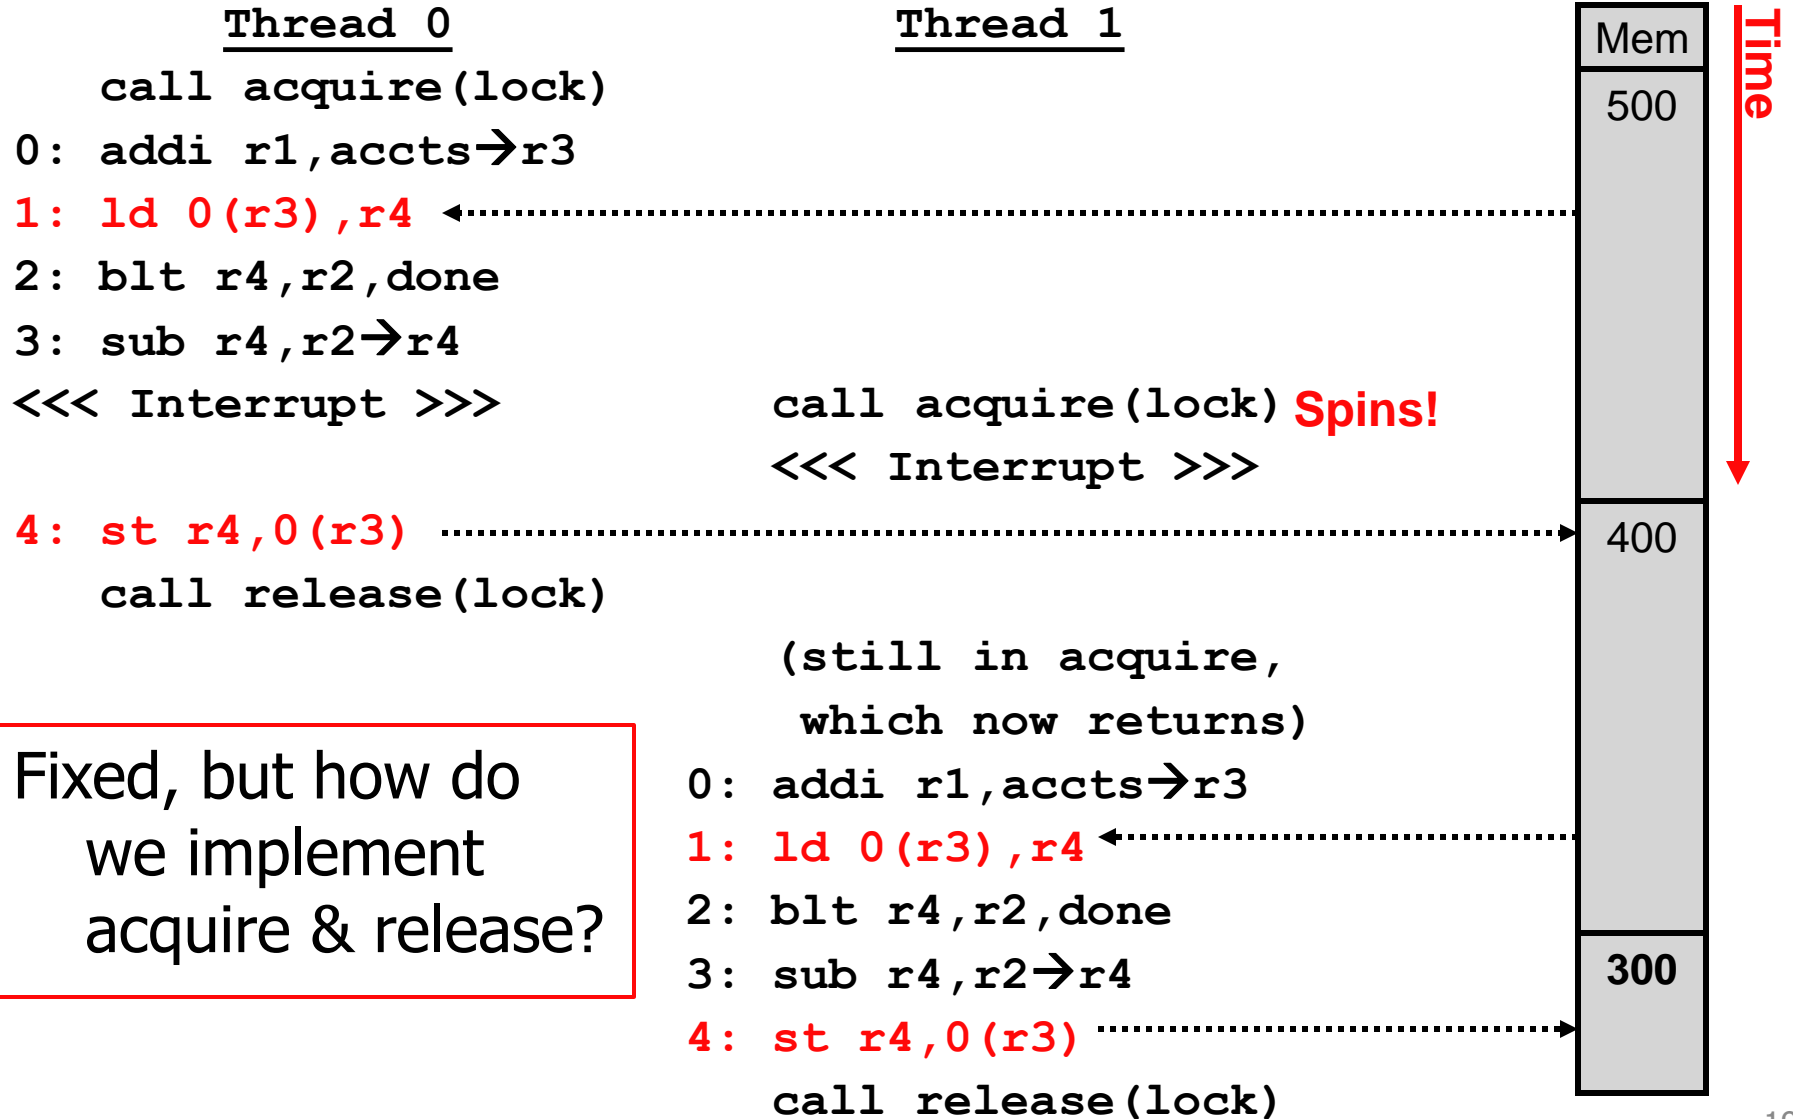 Thread 0
call acquire(lock)
0: addi r1,accts→r3
1: ld 0(r3),r4
2: blt r4,r2,done
3: sub r4,r2→r4
<<< Interrupt >>>
4: st r4,0(r3)
call release(lock)
Thread 1
call acquire(lock) Spins!
<<< Interrupt >>>
(still in acquire,
which now returns)
0: addi r1,accts→r3
1: ld 0(r3),r4
2: blt r4,r2,done
3: sub r4,r2→r4
4: st r4,0(r3)
call release(lock)
Mem
500
400
300
Time
Fixed, but how do
we implement
acquire & release?